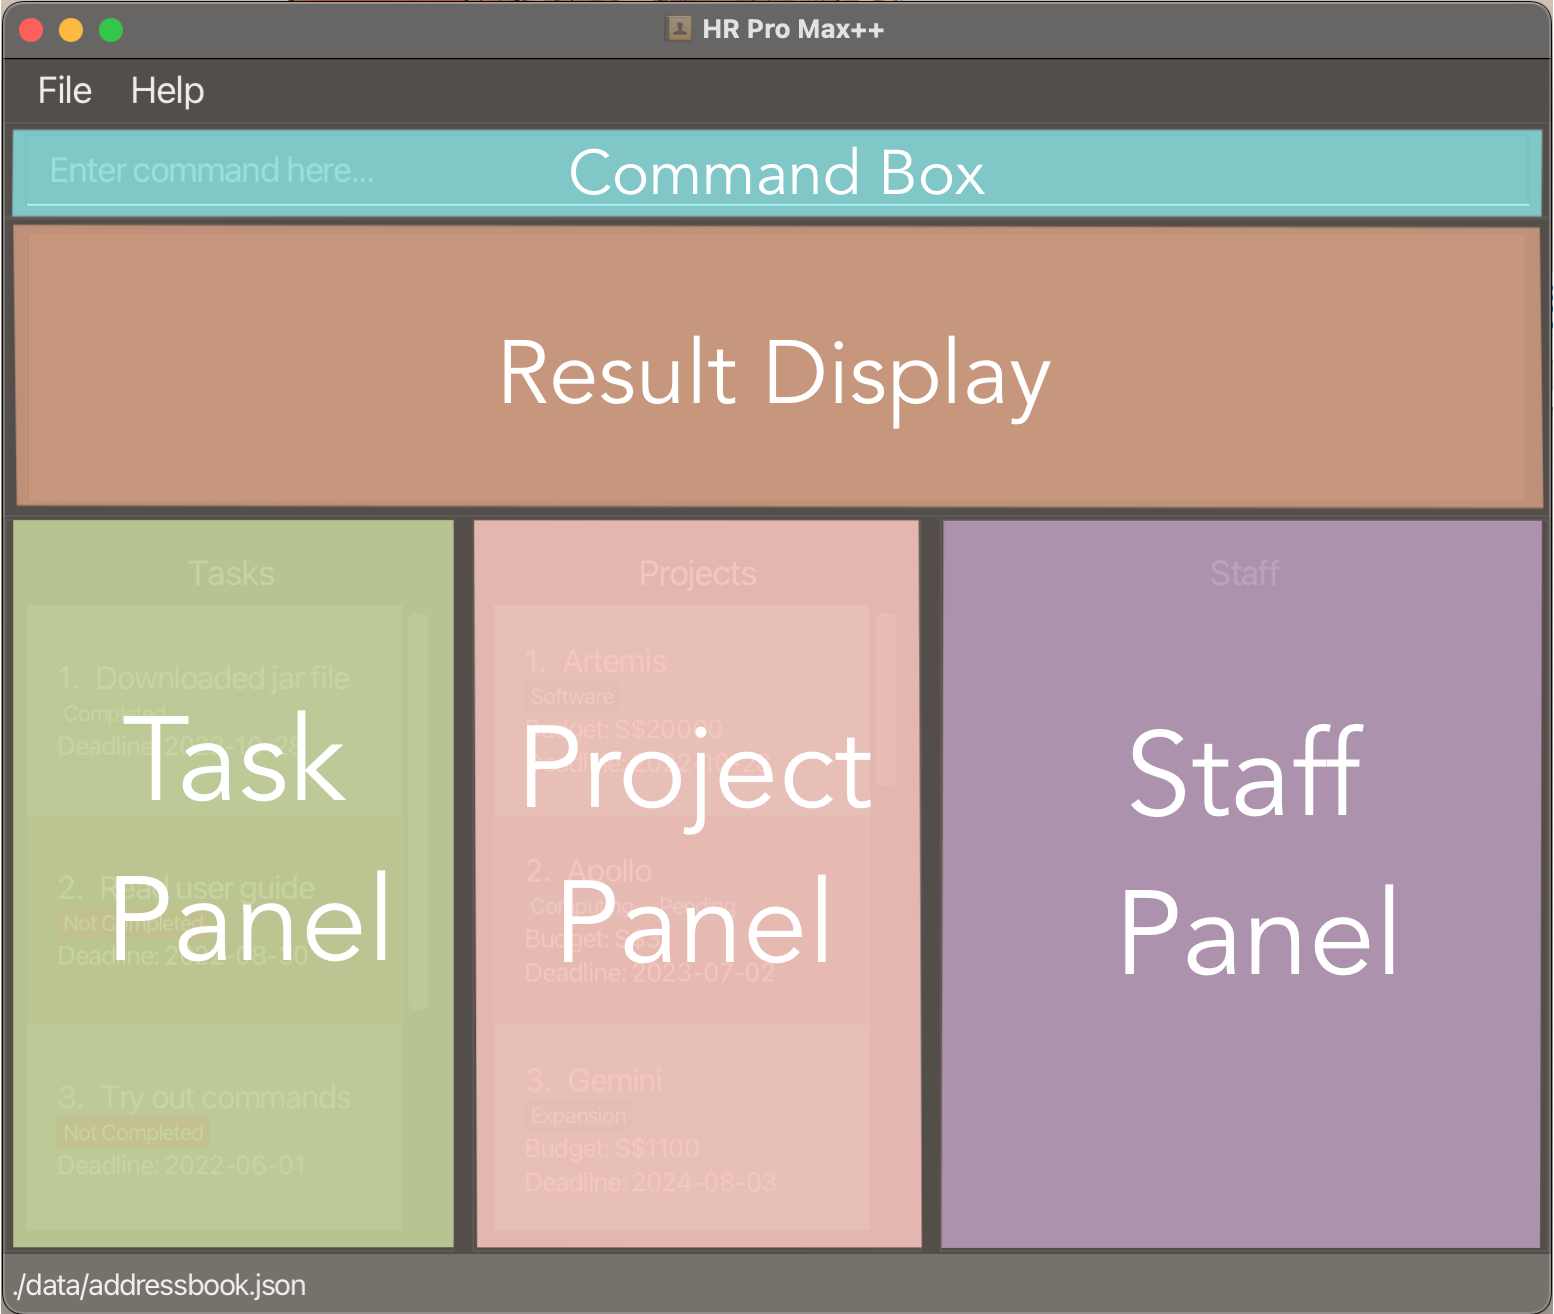 HR Pro Max++
File Help
Enter command here...
Command Box
Result Display
Tasks
1. Downloaded jar file
Completed
Deadline: 2022-10-28
Task
Panel
2. Read user guide
Not Completed
Deadline: 2022-08-30
3. Try out commands
Not Completed
Deadline: 2022-06-01
Projects
1. Artemis
Software
Budget: S$20000
Deadline: 2022-10-28
Project
Panel
2. Apollo
Computing Pending
Budget:
Deadline: 2023-07-02
3. Gemini
Expansion
Budget: S$1100
Deadline: 2024-08-03
Staff
Staff
Panel
./data/addressbook.json